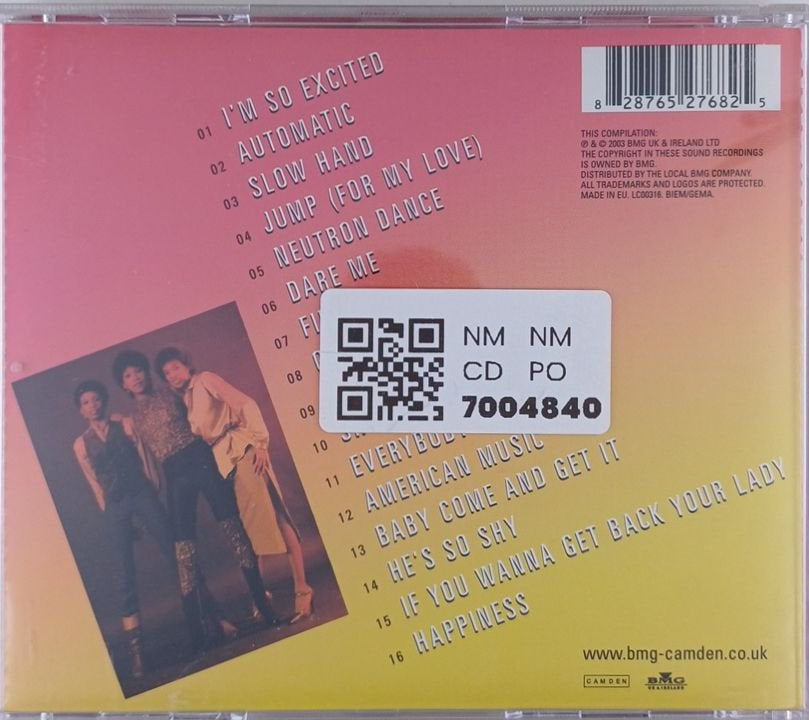 01 I'M SO EXCITED
02 AUTOMATIC
03 SLOW HAND
04 JUMP (FOR MY LOVE)
05 NEUTRON DANCE
06 DARE ME
07
08
09
10
11 EVERYBODY
12 AMERICAN MUSIC
13 BABY COME AND GET IT
14 HE'S SO SHY
15 IF YOU WANNA GET BACK YOUR LADY
16 HAPPINESS
8 28765 27682 5
THIS COMPILATION:
℗ & © 2003 BMG UK & IRELAND LTD
THE COPYRIGHT IN THESE SOUND RECORDINGS
IS OWNED BY BMG.
DISTRIBUTED BY THE LOCAL BMG COMPANY.
ALL TRADEMARKS AND LOGOS ARE PROTECTED.
MADE IN EU. LC00316. BIEM/GEMA.
NM NM
CD PO
7004840
www.bmg-camden.co.uk
CAMDEN
BMG
UK & IRELAND